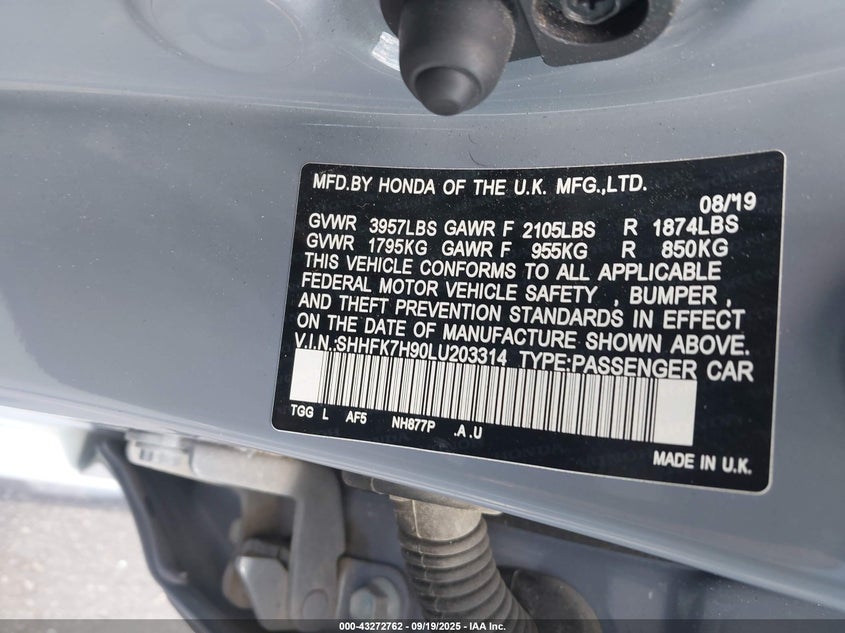 MFD.BY HONDA OF THE U.K. MFG.,LTD.
08/19
GVWR 3957LBS GAWR F 2105LBS R 1874LBS
GVWR 1795KG GAWR F 955KG R 850KG
THIS VEHICLE CONFORMS TO ALL APPLICABLE
FEDERAL MOTOR VEHICLE SAFETY , BUMPER ,
AND THEFT PREVENTION STANDARDS IN EFFECT
ON THE DATE OF MANUFACTURE SHOWN ABOVE.
V.I.N.:SHHFK7H90LU203314 TYPE:PASSENGER CAR
TGG L AF5 NH877P .A .U
MADE IN U.K.
000-43272762 - 09/19/2025 - IAA Inc.